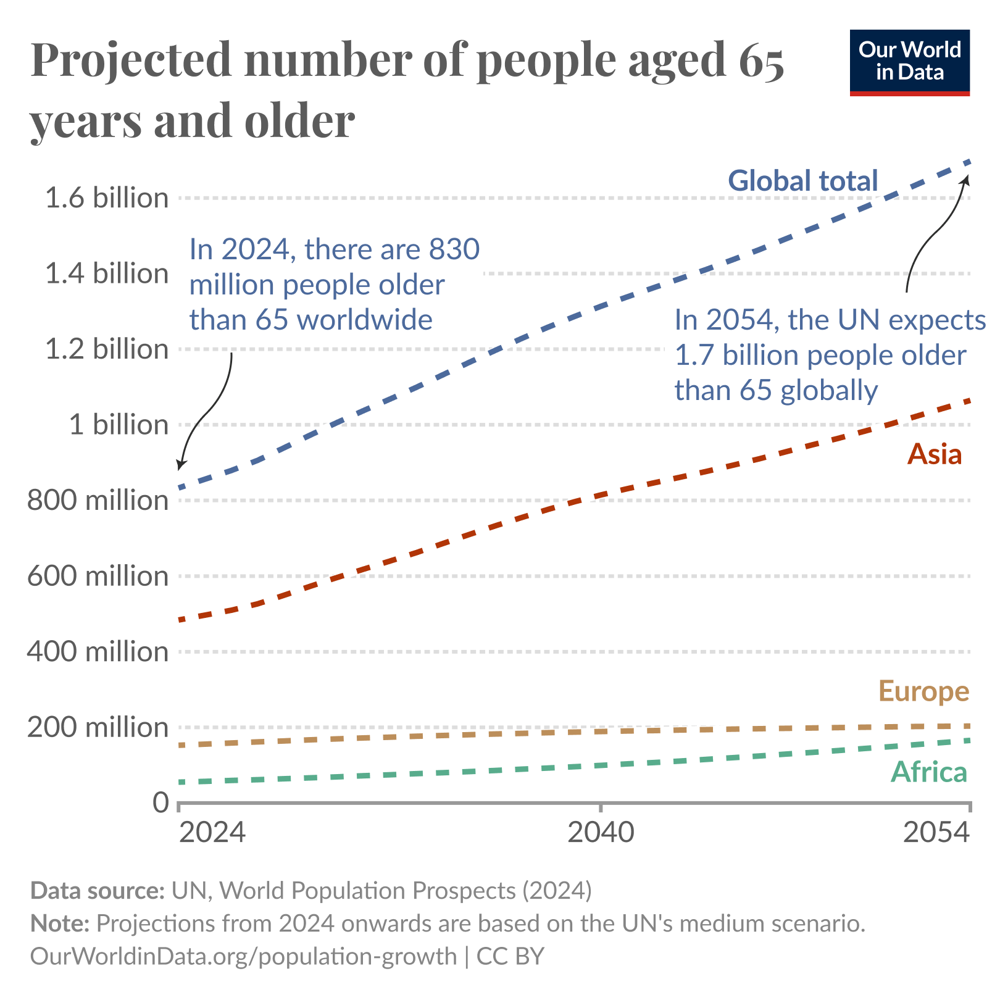 Projected number of people aged 65
years and older
Our World
in Data
Global total
1.6 billion
In 2024, there are 830
million people older
than 65 worldwide
1.4 billion
In 2054, the UN expects
1.7 billion people older
than 65 globally
1.2 billion
1 billion
Asia
800 million
600 million
400 million
Europe
200 million
Africa
0
2024
2040
2054
Data source: UN, World Population Prospects (2024)
Note: Projections from 2024 onwards are based on the UN's medium scenario.
OurWorldinData.org/population-growth | CC BY